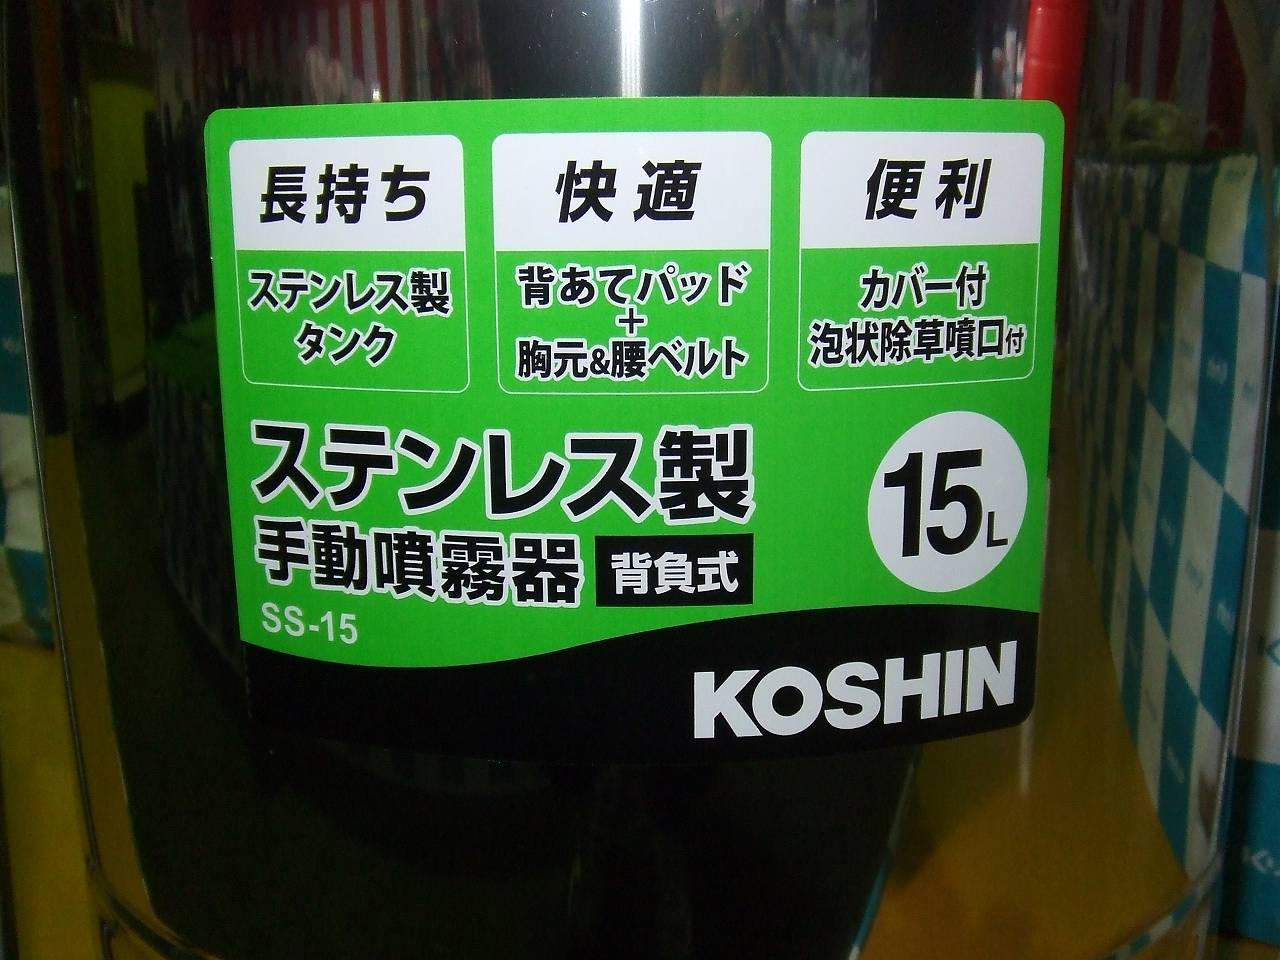 長持ち
ステンレス製
タンク
快適
背あてパッド
+
胸元&腰ベルト
便利
カバー付
泡状除草噴口付
ステンレス製
手動噴霧器 背負式
SS-15
15L
KOSHIN